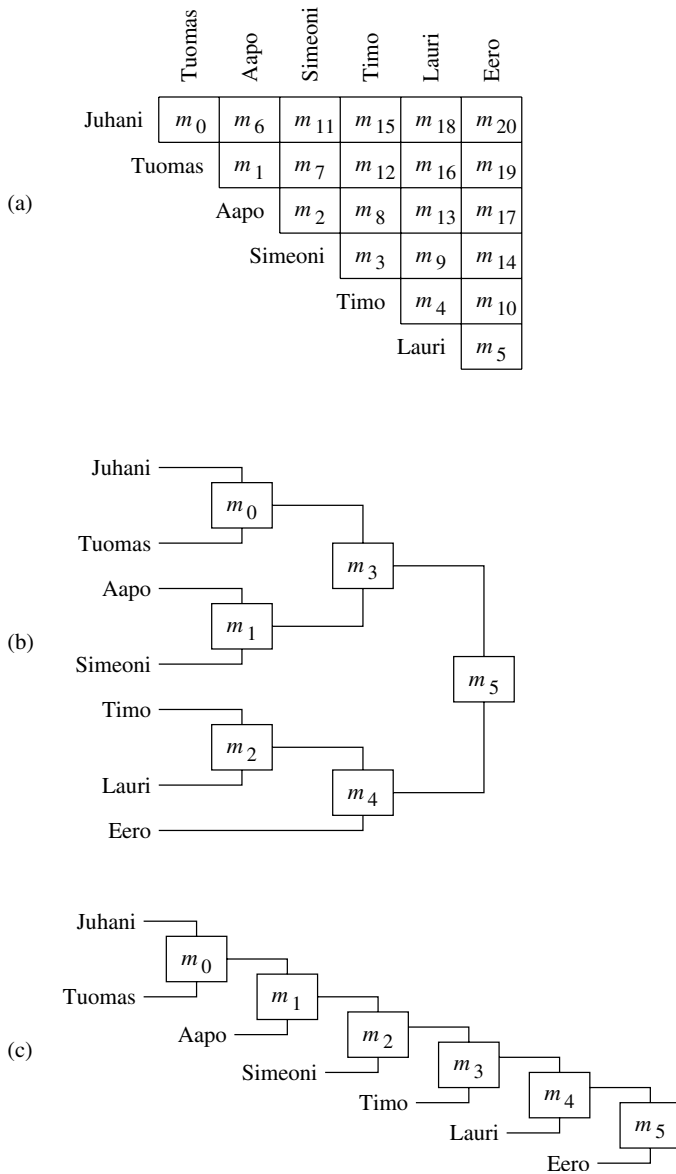 Tuomas Aapo Simeoni Timo Lauri Eero
Juhani m0 m6 m11 m15 m18 m20
Tuomas m1 m7 m12 m16 m19
(a)
Aapo m2 m8 m13 m17
Simeoni m3 m9 m14
Timo m4 m10
Lauri m5
Juhani
m0
Tuomas
m3
Aapo
m1
(b)
Simeoni
m5
Timo
m2
Lauri
m4
Eero
Juhani
m0
Tuomas
m1
Aapo
m2
(c)
Simeoni
m3
Timo
m4
Lauri
m5
Eero